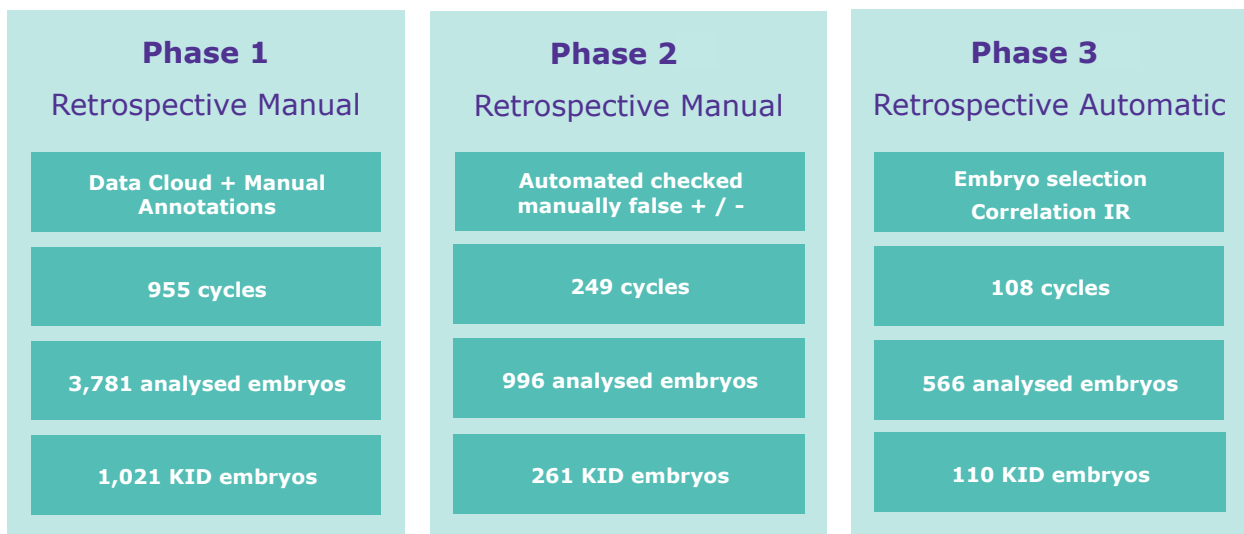 Phase 1
Retrospective Manual
Data Cloud + Manual
Annotations
955 cycles
3,781 analysed embryos
1,021 KID embryos
Phase 2
Retrospective Manual
Automated checked
manually false + / -
249 cycles
996 analysed embryos
261 KID embryos
Phase 3
Retrospective Automatic
Embryo selection
Correlation IR
108 cycles
566 analysed embryos
110 KID embryos